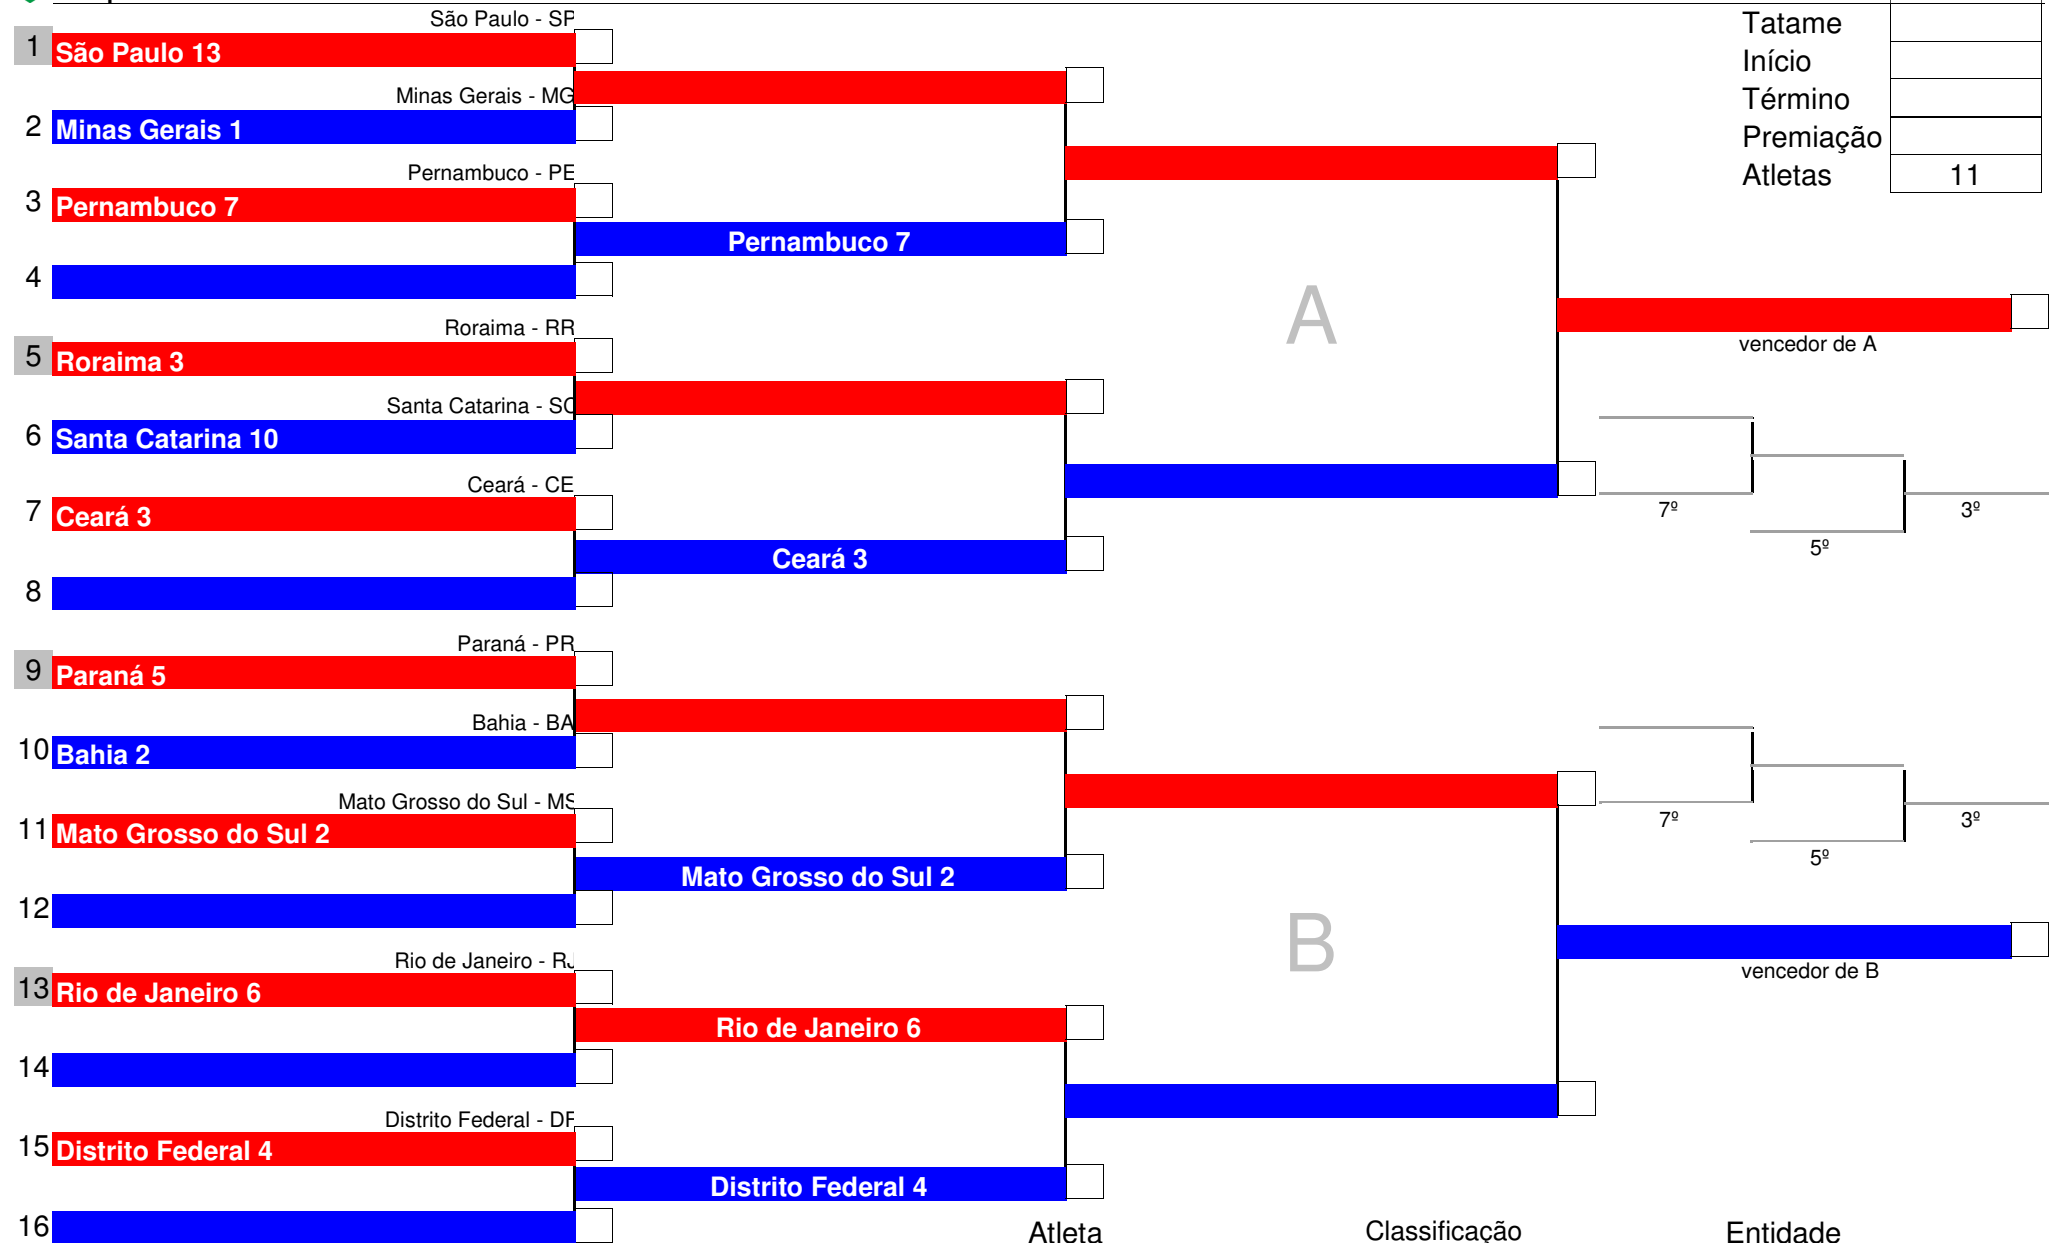 São Paulo - SP
1 São Paulo 13
Minas Gerais - MG
2 Minas Gerais 1
Pernambuco - PE
3 Pernambuco 7
Pernambuco 7
4
Roraima - RR
5 Roraima 3
Santa Catarina - SC
6 Santa Catarina 10
Ceará - CE
7 Ceará 3
Ceará 3
8
Paraná - PR
9 Paraná 5
Bahia - BA
10 Bahia 2
Mato Grosso do Sul - MS
11 Mato Grosso do Sul 2
Mato Grosso do Sul 2
12
Rio de Janeiro - RJ
13 Rio de Janeiro 6
Rio de Janeiro 6
14
Distrito Federal - DF
15 Distrito Federal 4
Distrito Federal 4
16
A
B
Tatame
Início
Término
Premiação
Atletas 11
vencedor de A
7º
3º
5º
7º
3º
5º
vencedor de B
Atleta Classificação Entidade